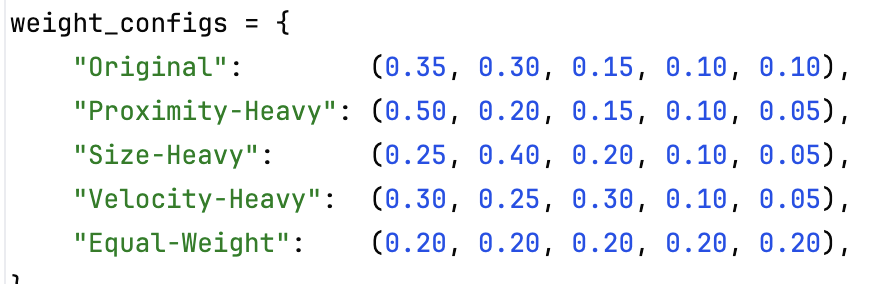 weight_configs = {
    "Original":         (0.35, 0.30, 0.15, 0.10, 0.10),
    "Proximity-Heavy": (0.50, 0.20, 0.15, 0.10, 0.05),
    "Size-Heavy":       (0.25, 0.40, 0.20, 0.10, 0.05),
    "Velocity-Heavy":  (0.30, 0.25, 0.30, 0.10, 0.05),
    "Equal-Weight":     (0.20, 0.20, 0.20, 0.20, 0.20),
}